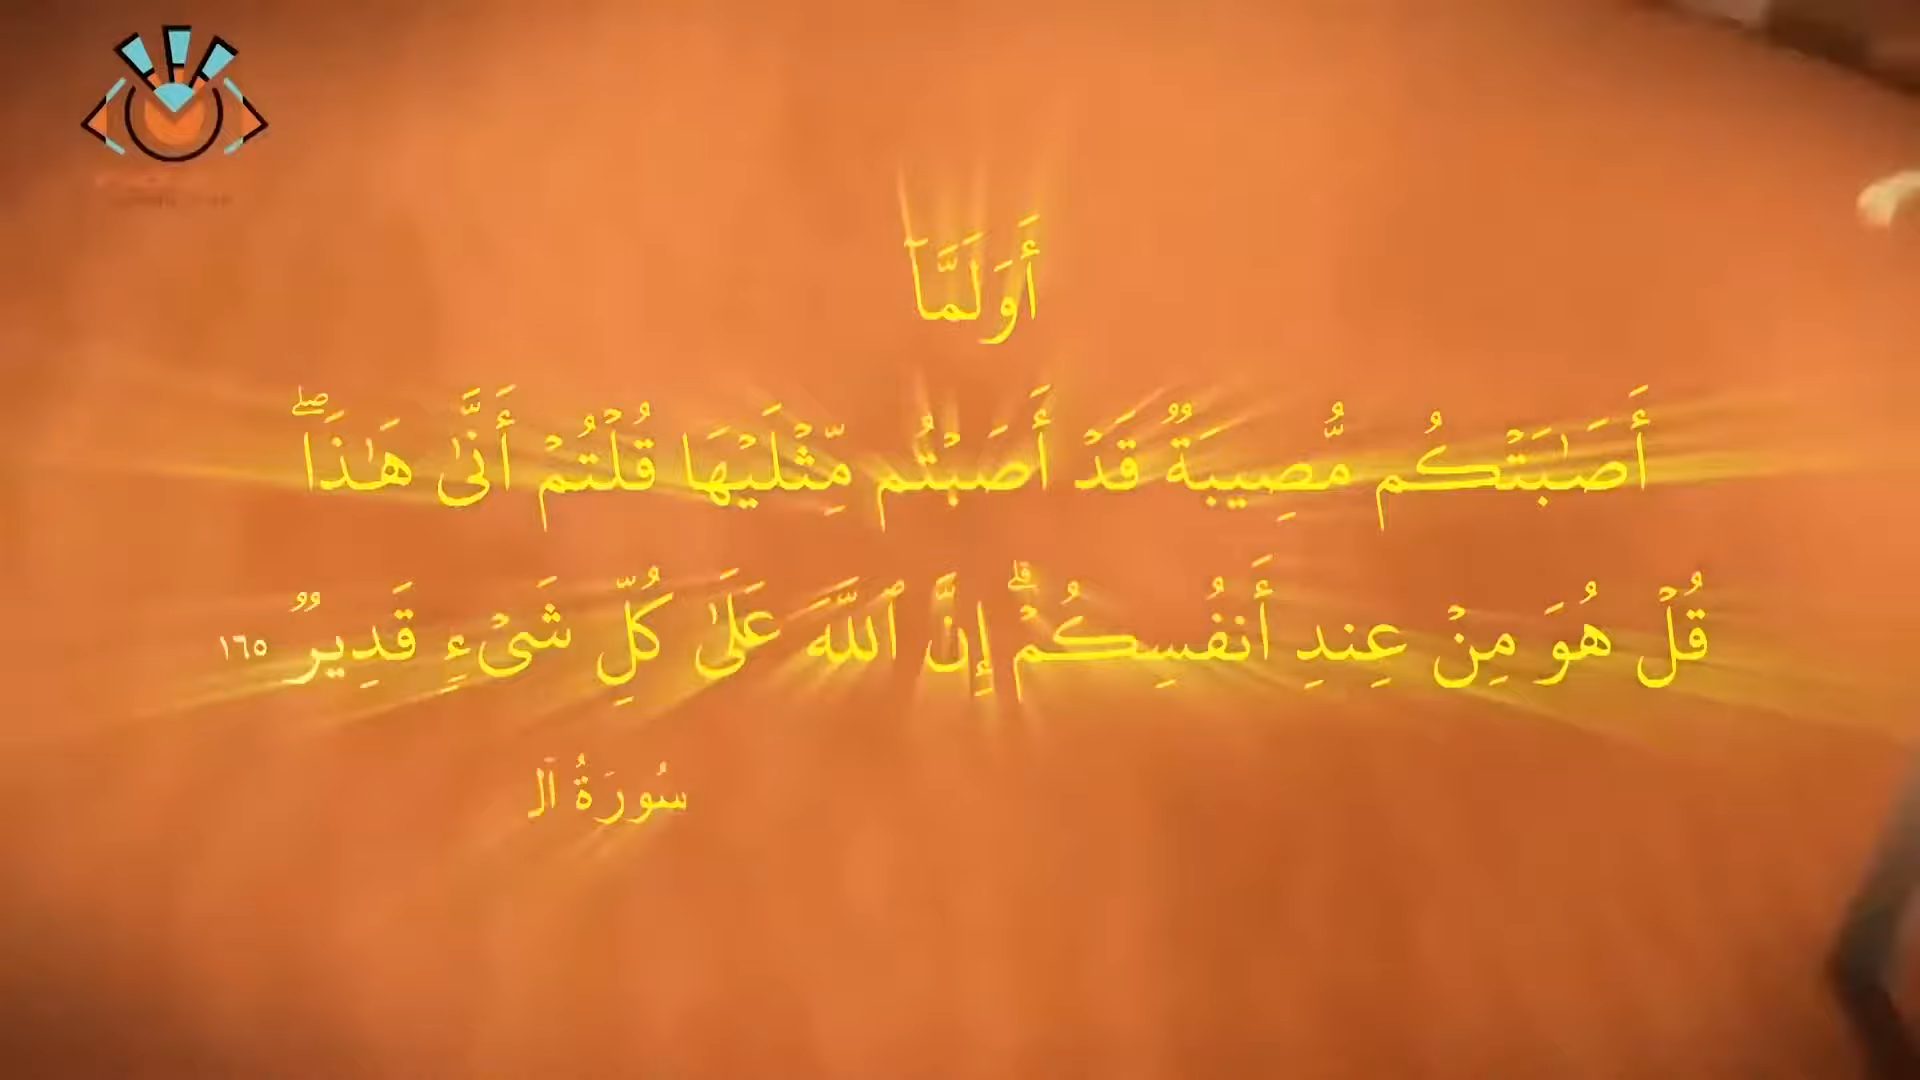 أَوَلَمَّآ
أَصَٰبَتۡكُم مُّصِيبَةٌ قَدۡ أَصَبۡتُم مِّثۡلَيۡهَا قُلۡتُمۡ أَنَّىٰ هَٰذَاۖ
قُلۡ هُوَ مِنۡ عِندِ أَنفُسِكُمۡۗ إِنَّ ٱللَّهَ عَلَىٰ كُلِّ شَيۡءٖ قَدِيرٞ ١٦٥
سُورَةُ آل